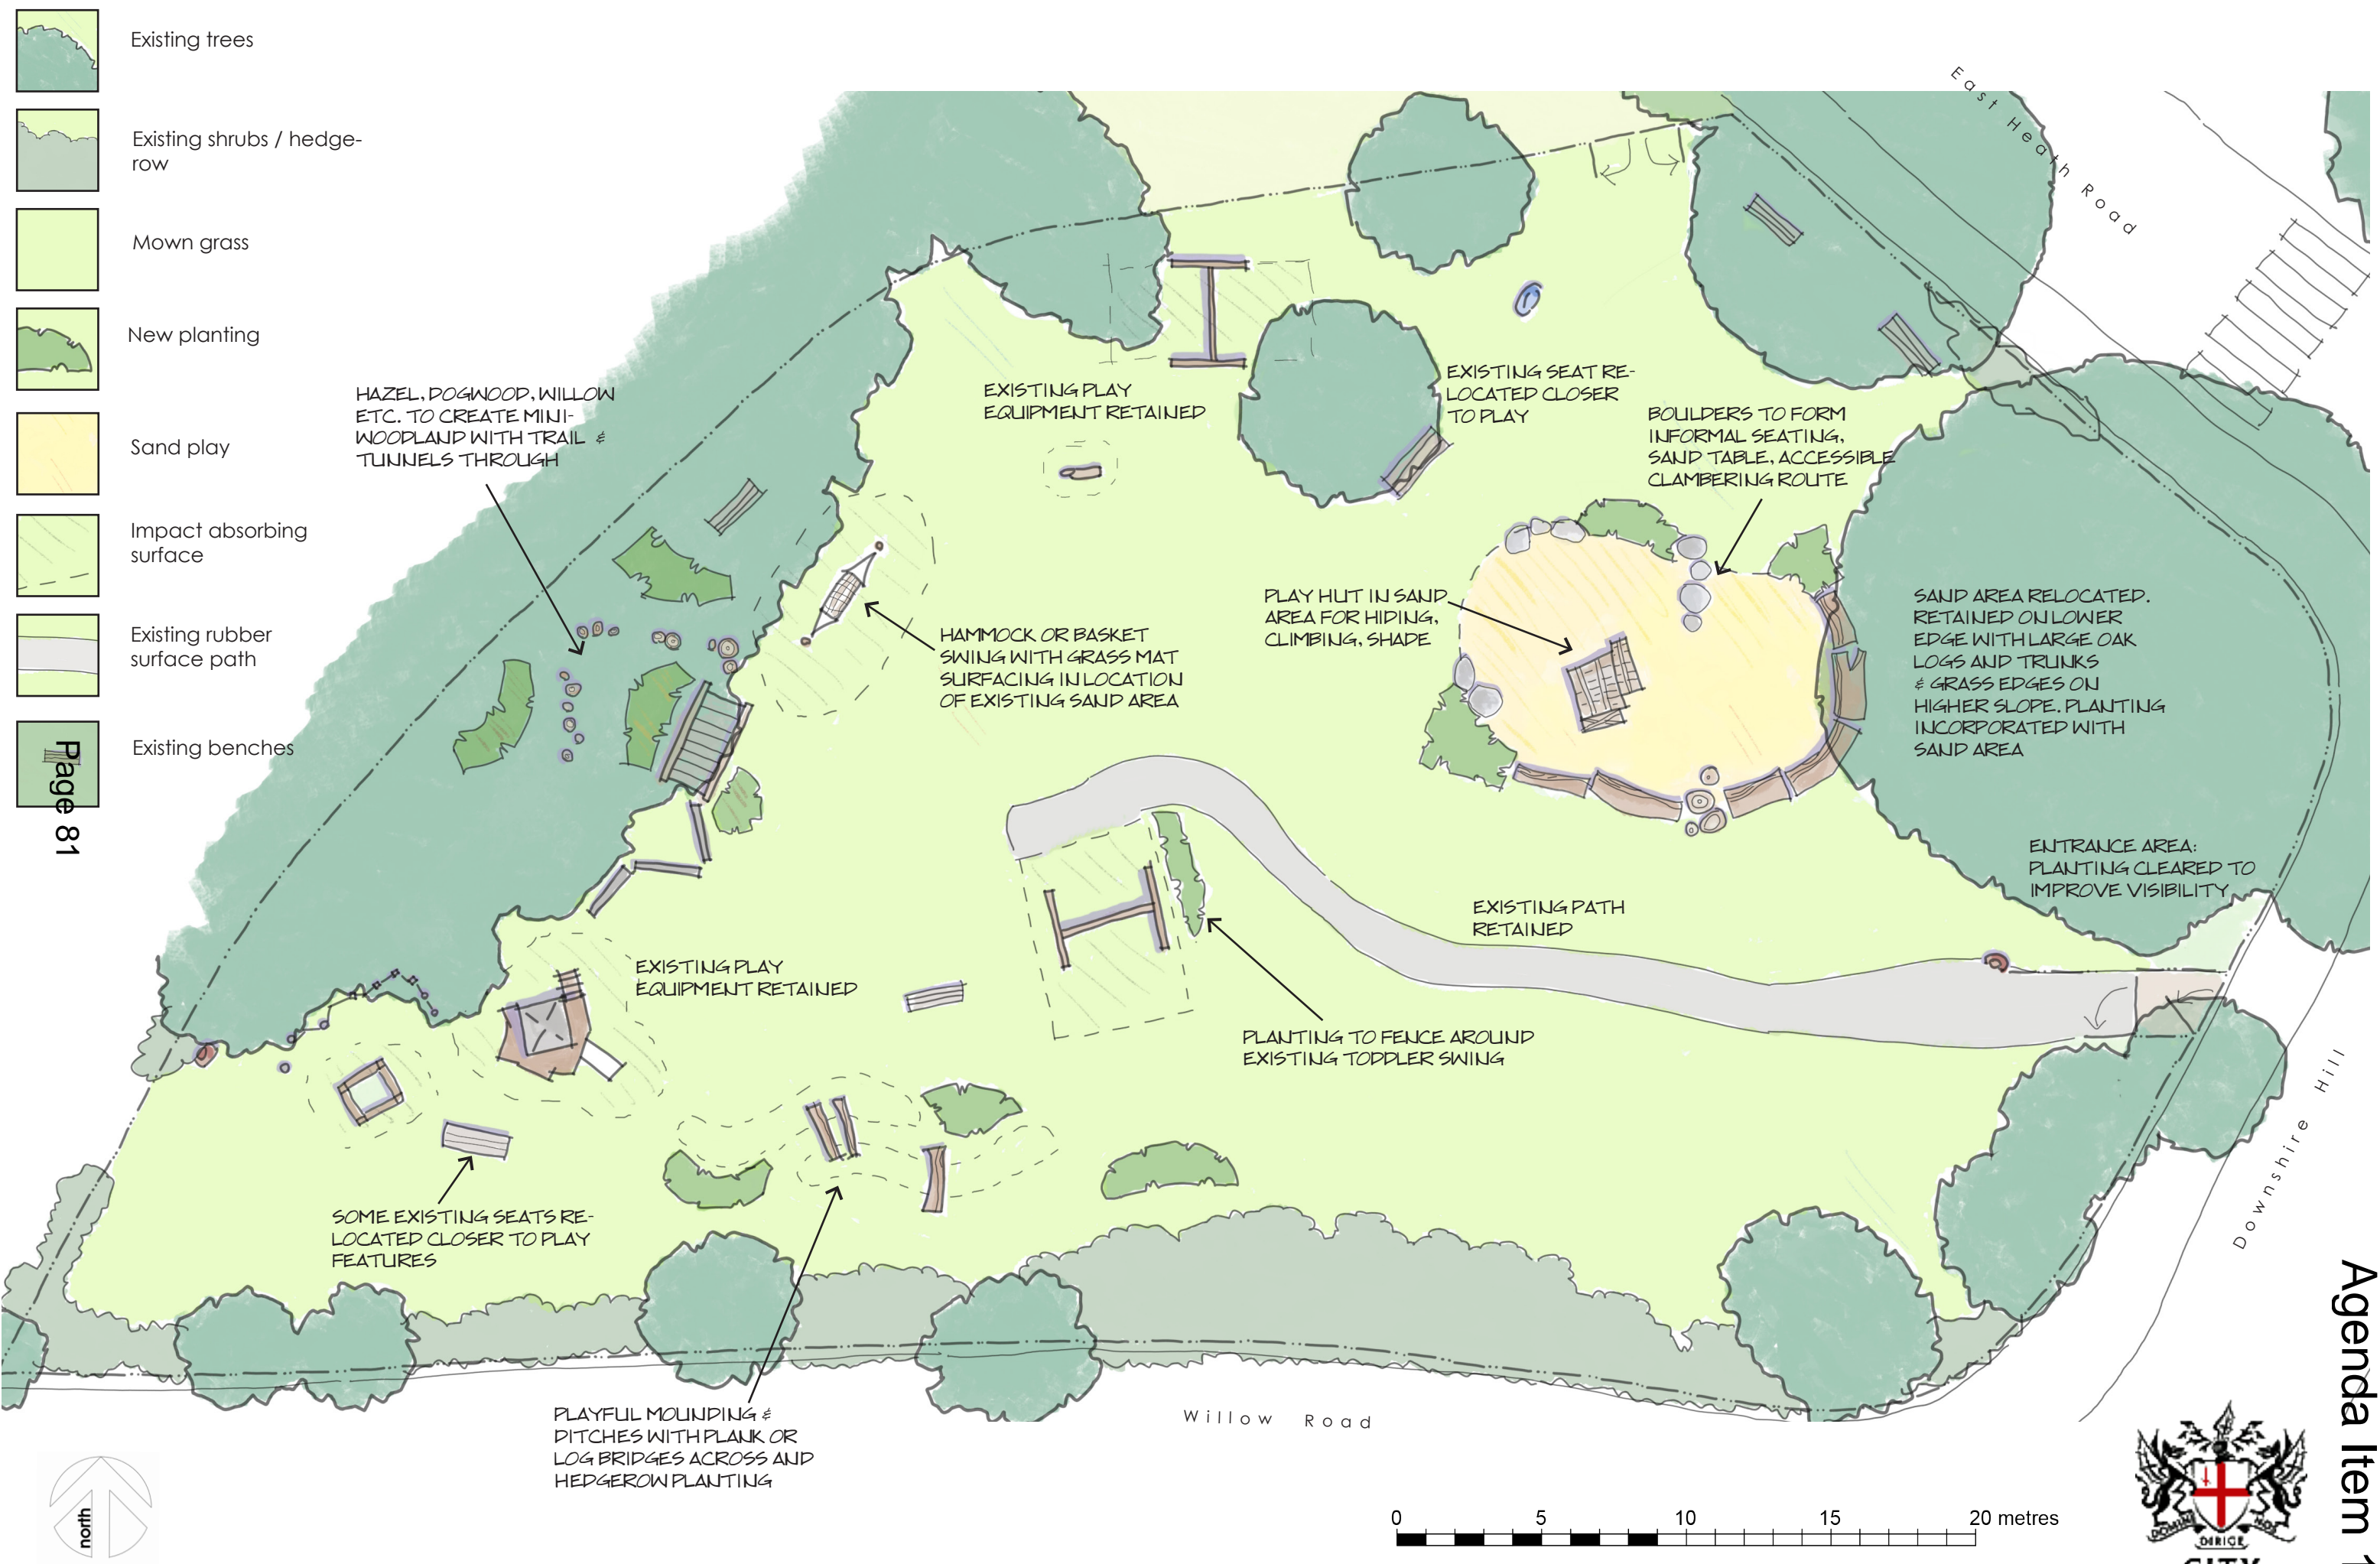 Existing trees
Existing shrubs / hedge-
row
Mown grass
New planting
Sand play
Impact absorbing
surface
Existing rubber
surface path
Existing benches
Page 81
East Heath Road
HAZEL, DOGWOOD, WILLOW
ETC. TO CREATE MINI-
WOODLAND WITH TRAIL &
TUNNELS THROUGH
EXISTING PLAY
EQUIPMENT RETAINED
EXISTING SEAT RE-
LOCATED CLOSER
TO PLAY
BOULDERS TO FORM
INFORMAL SEATING,
SAND TABLE, ACCESSIBLE
CLAMBERING ROUTE
PLAY HUT IN SAND
AREA FOR HIDING,
CLIMBING, SHADE
SAND AREA RELOCATED.
RETAINED ON LOWER
EDGE WITH LARGE OAK
LOGS AND TRUNKS
& GRASS EDGES ON
HIGHER SLOPE. PLANTING
INCORPORATED WITH
SAND AREA
HAMMOCK OR BASKET
SWING WITH GRASS MAT
SURFACING IN LOCATION
OF EXISTING SAND AREA
ENTRANCE AREA:
PLANTING CLEARED TO
IMPROVE VISIBILITY
EXISTING PATH
RETAINED
EXISTING PLAY
EQUIPMENT RETAINED
PLANTING TO FENCE AROUND
EXISTING TODDLER SWING
SOME EXISTING SEATS RE-
LOCATED CLOSER TO PLAY
FEATURES
Downshire Hill
PLAYFUL MOUNDING &
DITCHES WITH PLANK OR
LOG BRIDGES ACROSS AND
HEDGEROW PLANTING
Willow Road
north
0 5 10 15 20 metres
Agenda Item
DOMINE DIRIGE NOS
CITY